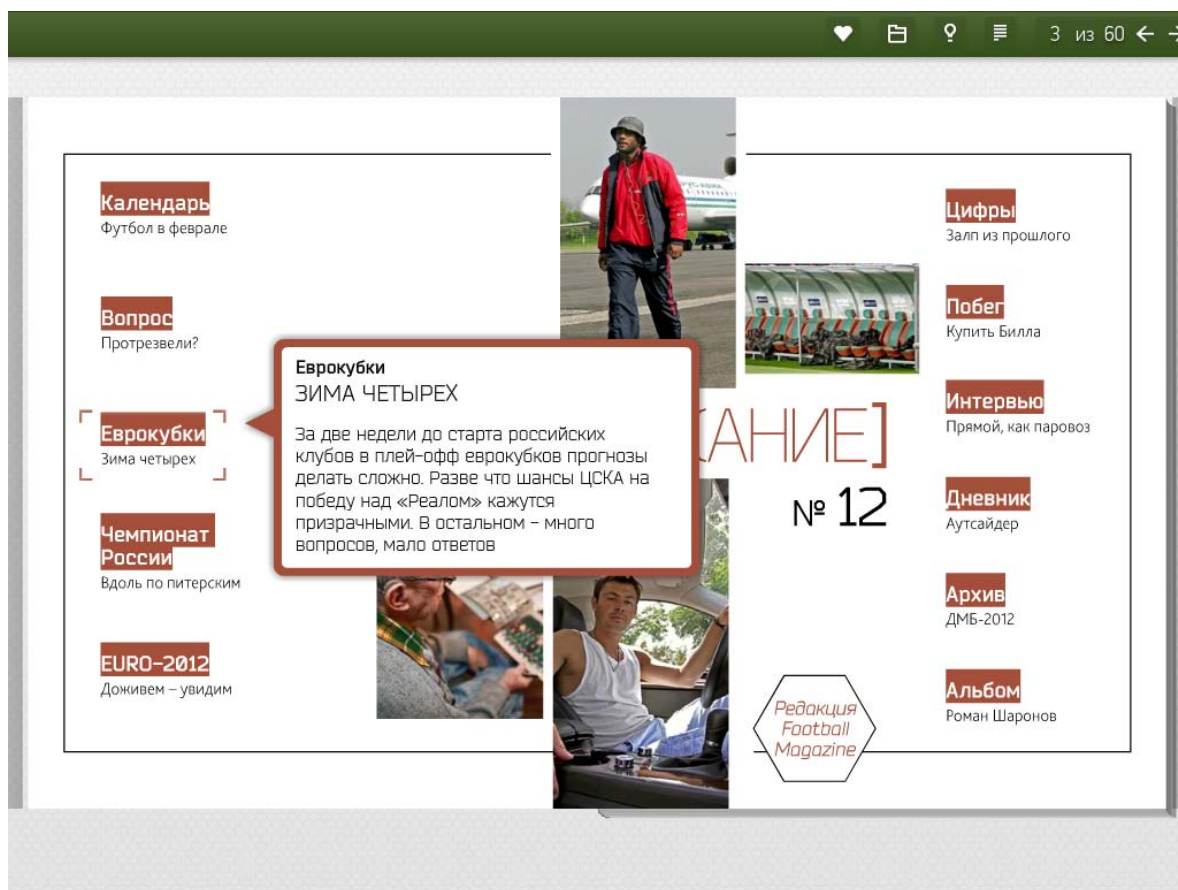 3 из 60
Календарь
Футбол в феврале
Вопрос
Протрезвели?
Еврокубки
Зима четырех
Чемпионат
России
Вдоль по питерским
EURO-2012
Доживем – увидим
Еврокубки
ЗИМА ЧЕТЫРЕХ
За две недели до старта российских
клубов в плей-офф еврокубков прогнозы
делать сложно. Разве что шансы ЦСКА на
победу над «Реалом» кажутся
призрачными. В остальном – много
вопросов, мало ответов
АНИЕ]
№ 12
Редакция
Football
Magazine
Цифры
Залп из прошлого
Побег
Купить Билла
Интервью
Прямой, как паровоз
Дневник
Аутсайдер
Архив
ДМБ-2012
Альбом
Роман Шаронов